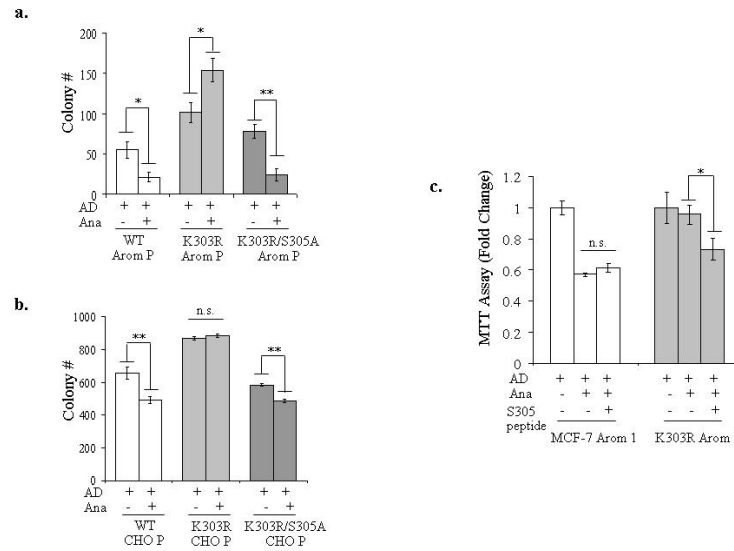 a.
200
150
100
50
0
Colony #
*
*
**
AD + + + + + +
Ana - + - + - +
WT K303R K303R/S305A
Arom P Arom P Arom P
b.
1000
800
600
400
200
0
Colony #
**
n.s.
**
AD + + + + + +
Ana - + - + - +
WT K303R K303R/S305A
CHO P CHO P CHO P
c.
1.2
1
0.8
0.6
0.4
0.2
0
MTT Assay (Fold Change)
n.s.
*
AD + + + + + +
Ana - + + - + +
S305 - - + - - +
peptide
MCF-7 Arom 1 K303R Arom